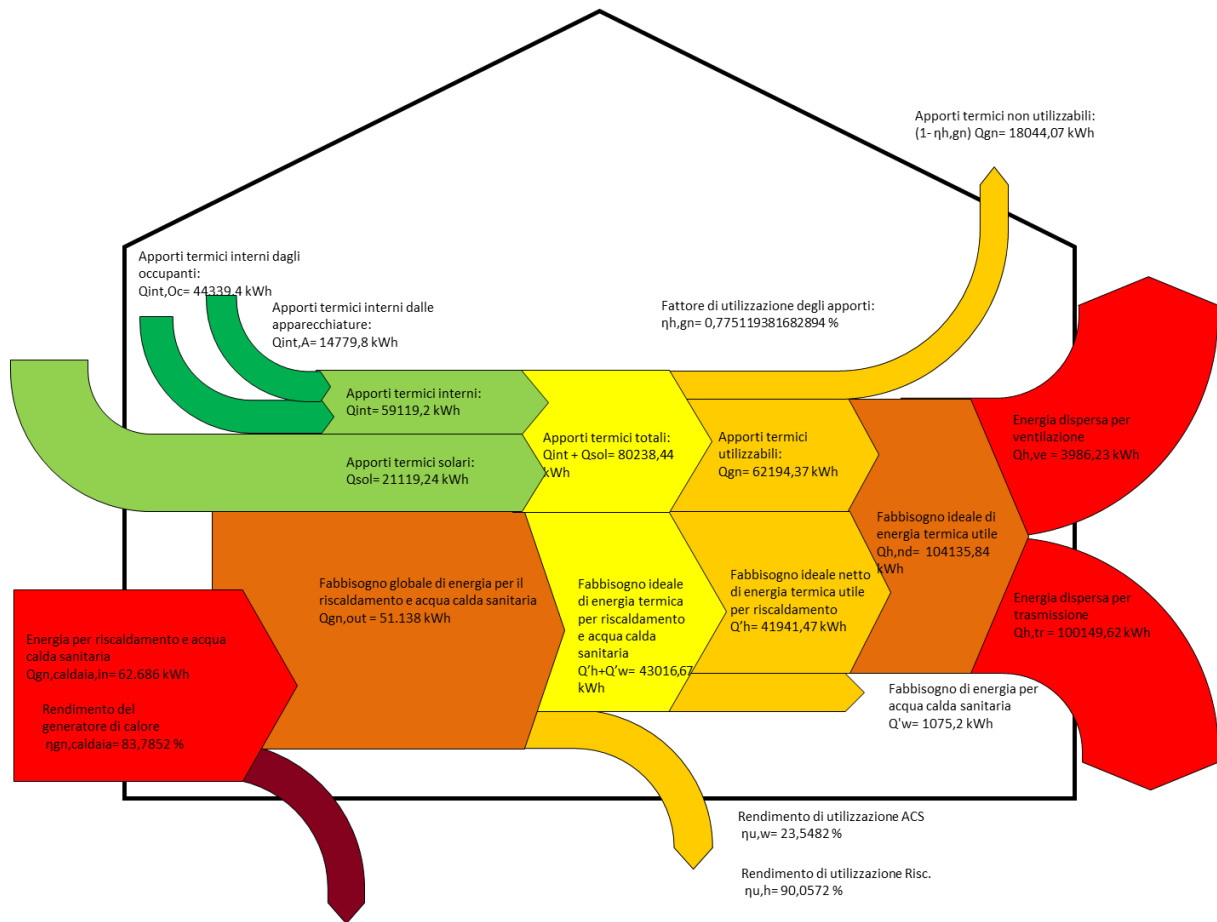 Apporti termici non utilizzabili:
(1- ηh,gn) Qgn= 18044,07 kWh
Apporti termici interni dagli
occupanti:
Qint,Oc= 44339,4 kWh
Apporti termici interni dalle
apparecchiature:
Qint,A= 14779,8 kWh
Fattore di utilizzazione degli apporti:
ηh,gn= 0,775119381682894 %
Apporti termici interni:
Qint= 59119,2 kWh
Apporti termici solari:
Qsol= 21119,24 kWh
Apporti termici totali:
Qint + Qsol= 80238,44
kWh
Apporti termici
utilizzabili:
Qgn= 62194,37 kWh
Energia dispersa per
ventilazione
Qh,ve = 3986,23 kWh
Fabbisogno ideale di
energia termica utile
Qh,nd= 104135,84
kWh
Fabbisogno globale di energia per il
riscaldamento e acqua calda sanitaria
Qgn,out = 51.138 kWh
Fabbisogno ideale
di energia termica
per riscaldamento
e acqua calda
sanitaria
Q'h+Q'w= 43016,67
kWh
Fabbisogno ideale netto
di energia termica utile
per riscaldamento
Q'h= 41941,47 kWh
Energia dispersa per
trasmissione
Qh,tr = 100149,62 kWh
Energia per riscaldamento e acqua
calda sanitaria
Qgn,caldaia,in= 62.686 kWh
Rendimento del
generatore di calore
ηgn,caldaia= 83,7852 %
Fabbisogno di energia per
acqua calda sanitaria
Q'w= 1075,2 kWh
Rendimento di utilizzazione ACS
ηu,w= 23,5482 %
Rendimento di utilizzazione Risc.
ηu,h= 90,0572 %